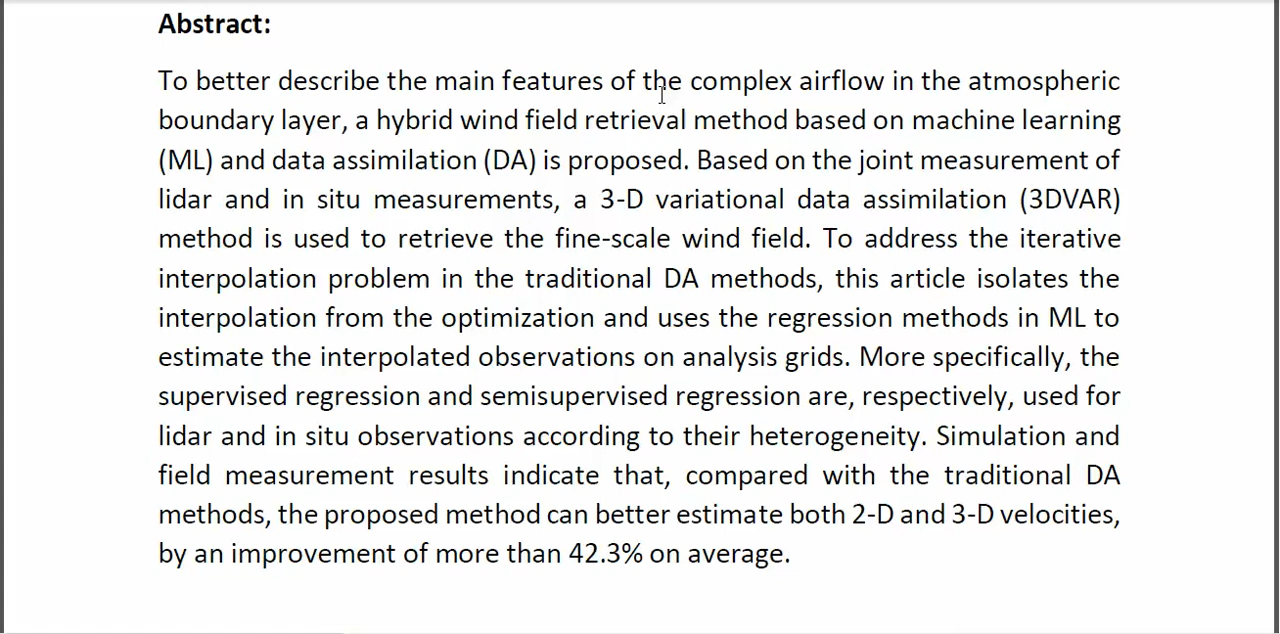 Abstract:
To better describe the main features of the complex airflow in the atmospheric
boundary layer, a hybrid wind field retrieval method based on machine learning
(ML) and data assimilation (DA) is proposed. Based on the joint measurement of
lidar and in situ measurements, a 3-D variational data assimilation (3DVAR)
method is used to retrieve the fine-scale wind field. To address the iterative
interpolation problem in the traditional DA methods, this article isolates the
interpolation from the optimization and uses the regression methods in ML to
estimate the interpolated observations on analysis grids. More specifically, the
supervised regression and semisupervised regression are, respectively, used for
lidar and in situ observations according to their heterogeneity. Simulation and
field measurement results indicate that, compared with the traditional DA
methods, the proposed method can better estimate both 2-D and 3-D velocities,
by an improvement of more than 42.3% on average.